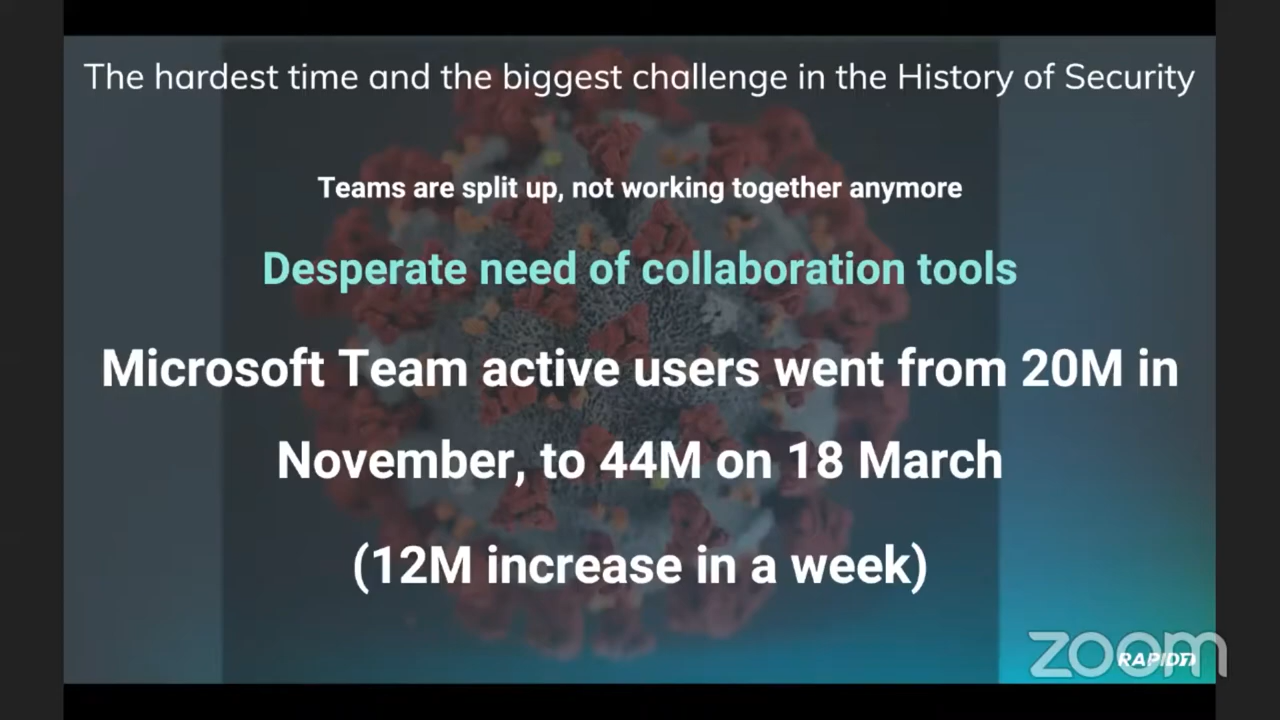 The hardest time and the biggest challenge in the History of Security
Teams are split up, not working together anymore
Desperate need of collaboration tools
Microsoft Team active users went from 20M in
November, to 44M on 18 March
(12M increase in a week)
zoom
RAPID7